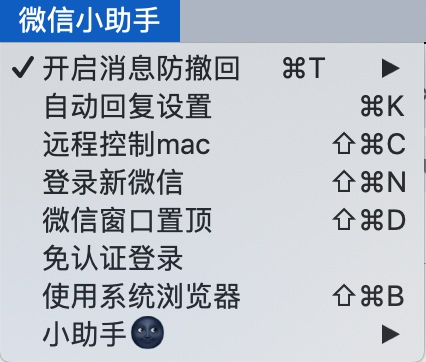 微信小助手
✓ 开启消息防撤回 ⌘T ▶
自动回复设置 ⌘K
远程控制mac ⇧⌘C
登录新微信 ⇧⌘N
微信窗口置顶 ⇧⌘D
免认证登录
使用系统浏览器 ⇧⌘B
小助手🌚 ▶